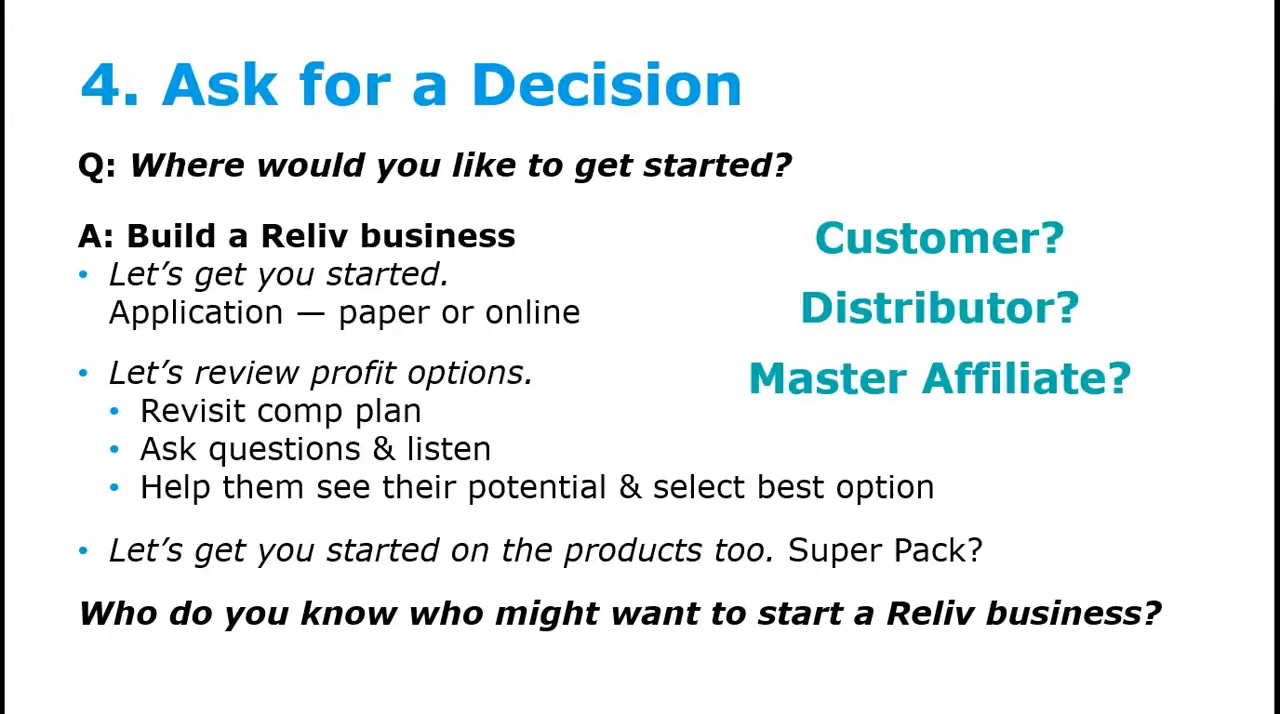 4. Ask for a Decision
Q: Where would you like to get started?
A: Build a Reliv business
• Let’s get you started.
Application — paper or online
• Let’s review profit options.
• Revisit comp plan
• Ask questions & listen
• Help them see their potential & select best option
• Let’s get you started on the products too. Super Pack?
Who do you know who might want to start a Reliv business?
Customer?
Distributor?
Master Affiliate?